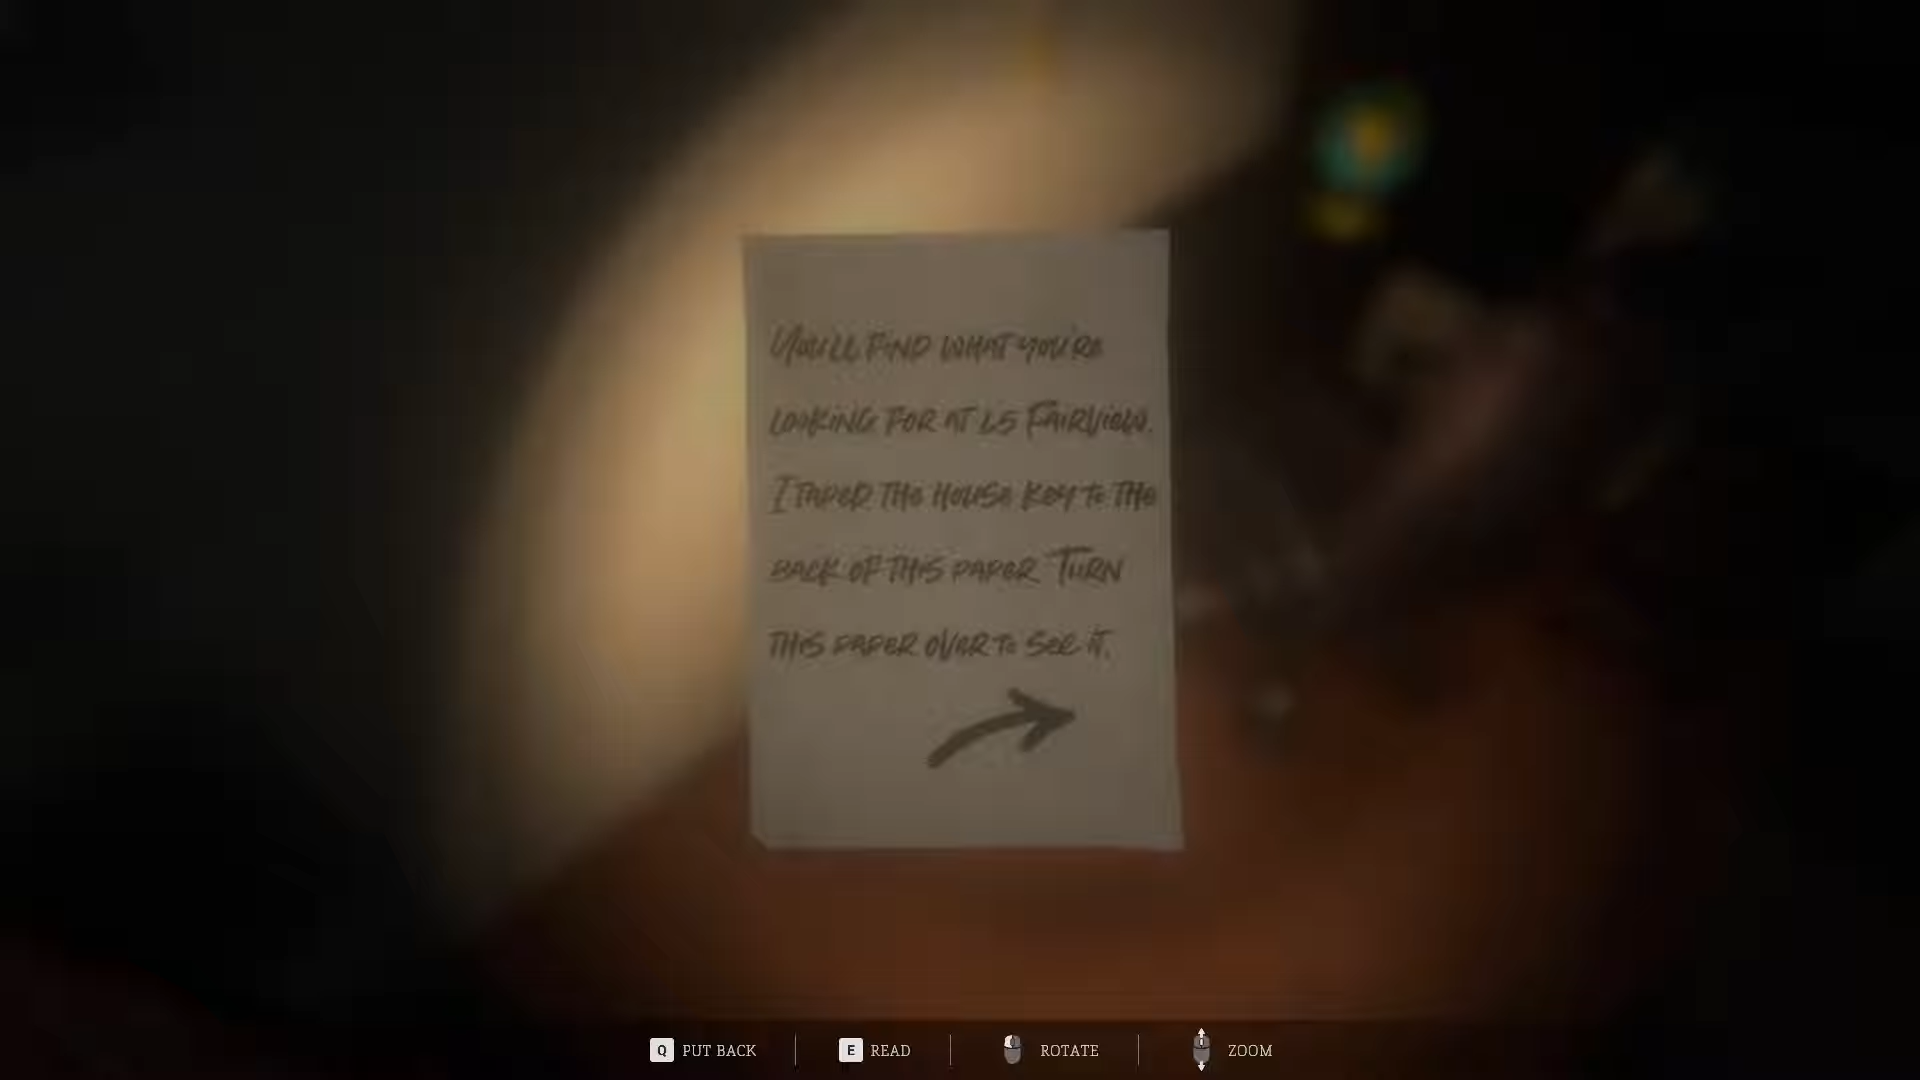 You'll find what you're
looking for at 65 Fairview.
I taped the house key to the
back of this paper Turn
this paper over to see it.
Q PUT BACK E READ ROTATE ZOOM